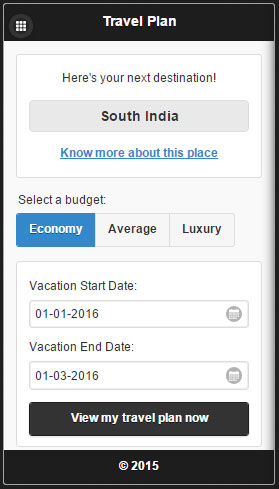 Travel Plan
Here's your next destination!
South India
Know more about this place
Select a budget:
Economy Average Luxury
Vacation Start Date:
01-01-2016
Vacation End Date:
01-03-2016
View my travel plan now
© 2015